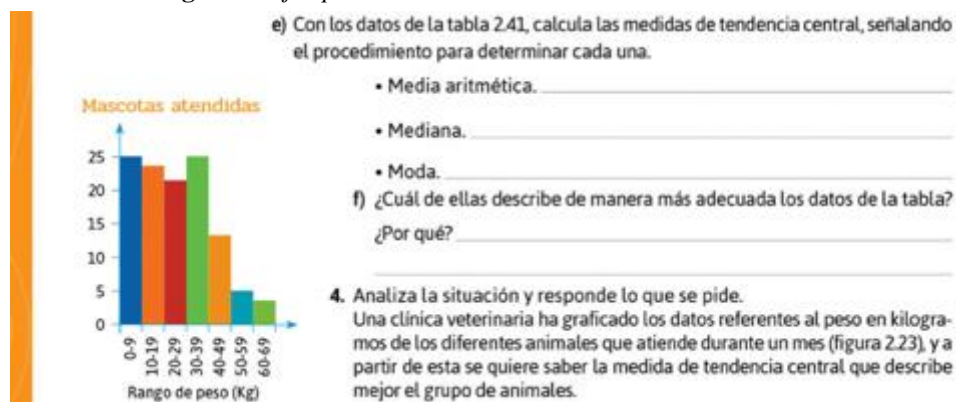 e) Con los datos de la tabla 2.41, calcula las medidas de tendencia central, señalando
el procedimiento para determinar cada una.
• Media aritmética.
• Mediana.
• Moda.
f) ¿Cuál de ellas describe de manera más adecuada los datos de la tabla?
¿Por qué?
Mascotas atendidas
25
20
15
10
5
0
0-9
10-19
20-29
30-39
40-49
50-59
60-69
Rango de peso (Kg)
4. Analiza la situación y responde lo que se pide.
Una clínica veterinaria ha graficado los datos referentes al peso en kilogra-
mos de los diferentes animales que atiende durante un mes (figura 2.23), y a
partir de esta se quiere saber la medida de tendencia central que describe
mejor el grupo de animales.